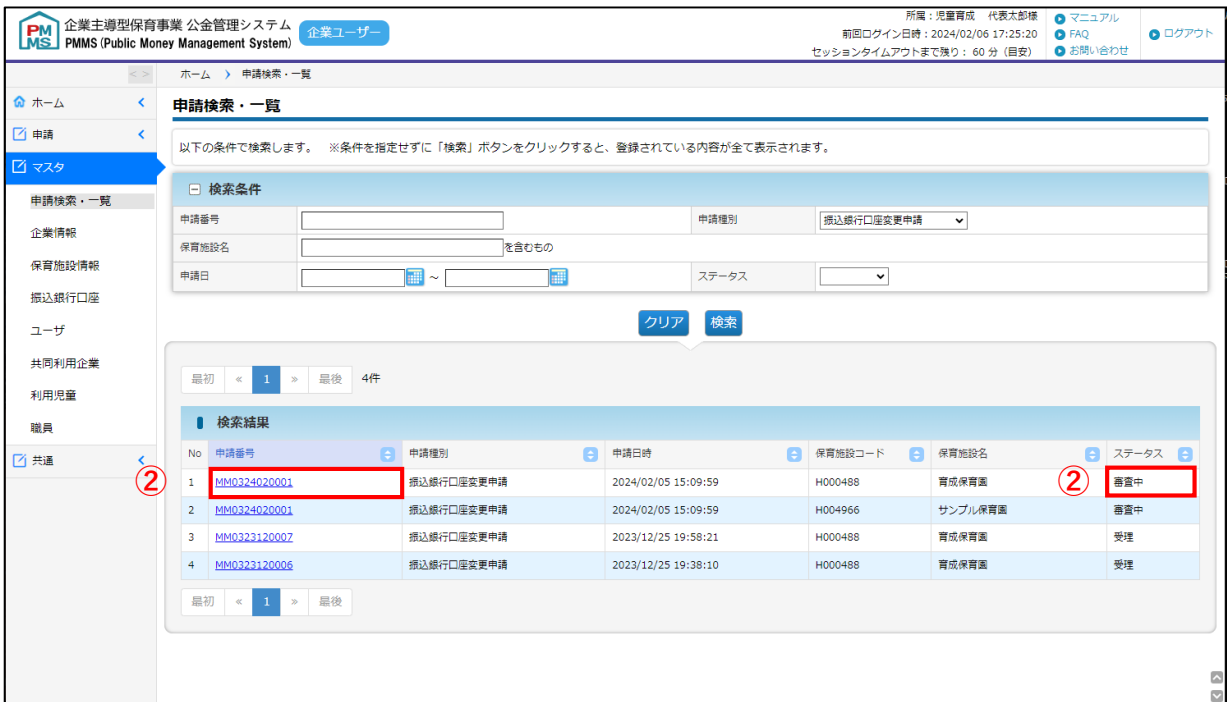 PM
MS
企業主導型保育事業 公金管理システム
PMMS (Public Money Management System)
企業ユーザー
所属：児童育成　代表太郎様
前回ログイン日時：2024/02/06 17:25:20
セッションタイムアウトまで残り： 60 分（目安）
マニュアル
FAQ
お問い合わせ
ログアウト
< >
ホーム
申請
マスタ
申請検索・一覧
企業情報
保育施設情報
振込銀行口座
ユーザ
共同利用企業
利用児童
職員
共通
ホーム 〉 申請検索・一覧
申請検索・一覧
以下の条件で検索します。　※条件を指定せずに「検索」ボタンをクリックすると、登録されている内容が全て表示されます。
検索条件
申請番号
申請種別 振込銀行口座変更申請
保育施設名 を含むもの
申請日 ～
ステータス
クリア 検索
最初 « 1 » 最後 4件
検索結果
No 申請番号 申請種別 申請日時 保育施設コード 保育施設名 ステータス
② ②
1 MM0324020001 振込銀行口座変更申請 2024/02/05 15:09:59 H000488 育成保育園 審査中
2 MM0324020001 振込銀行口座変更申請 2024/02/05 15:09:59 H004966 サンプル保育園 審査中
3 MM0323120007 振込銀行口座変更申請 2023/12/25 19:58:21 H000488 育成保育園 受理
4 MM0323120006 振込銀行口座変更申請 2023/12/25 19:38:10 H000488 育成保育園 受理
最初 « 1 » 最後